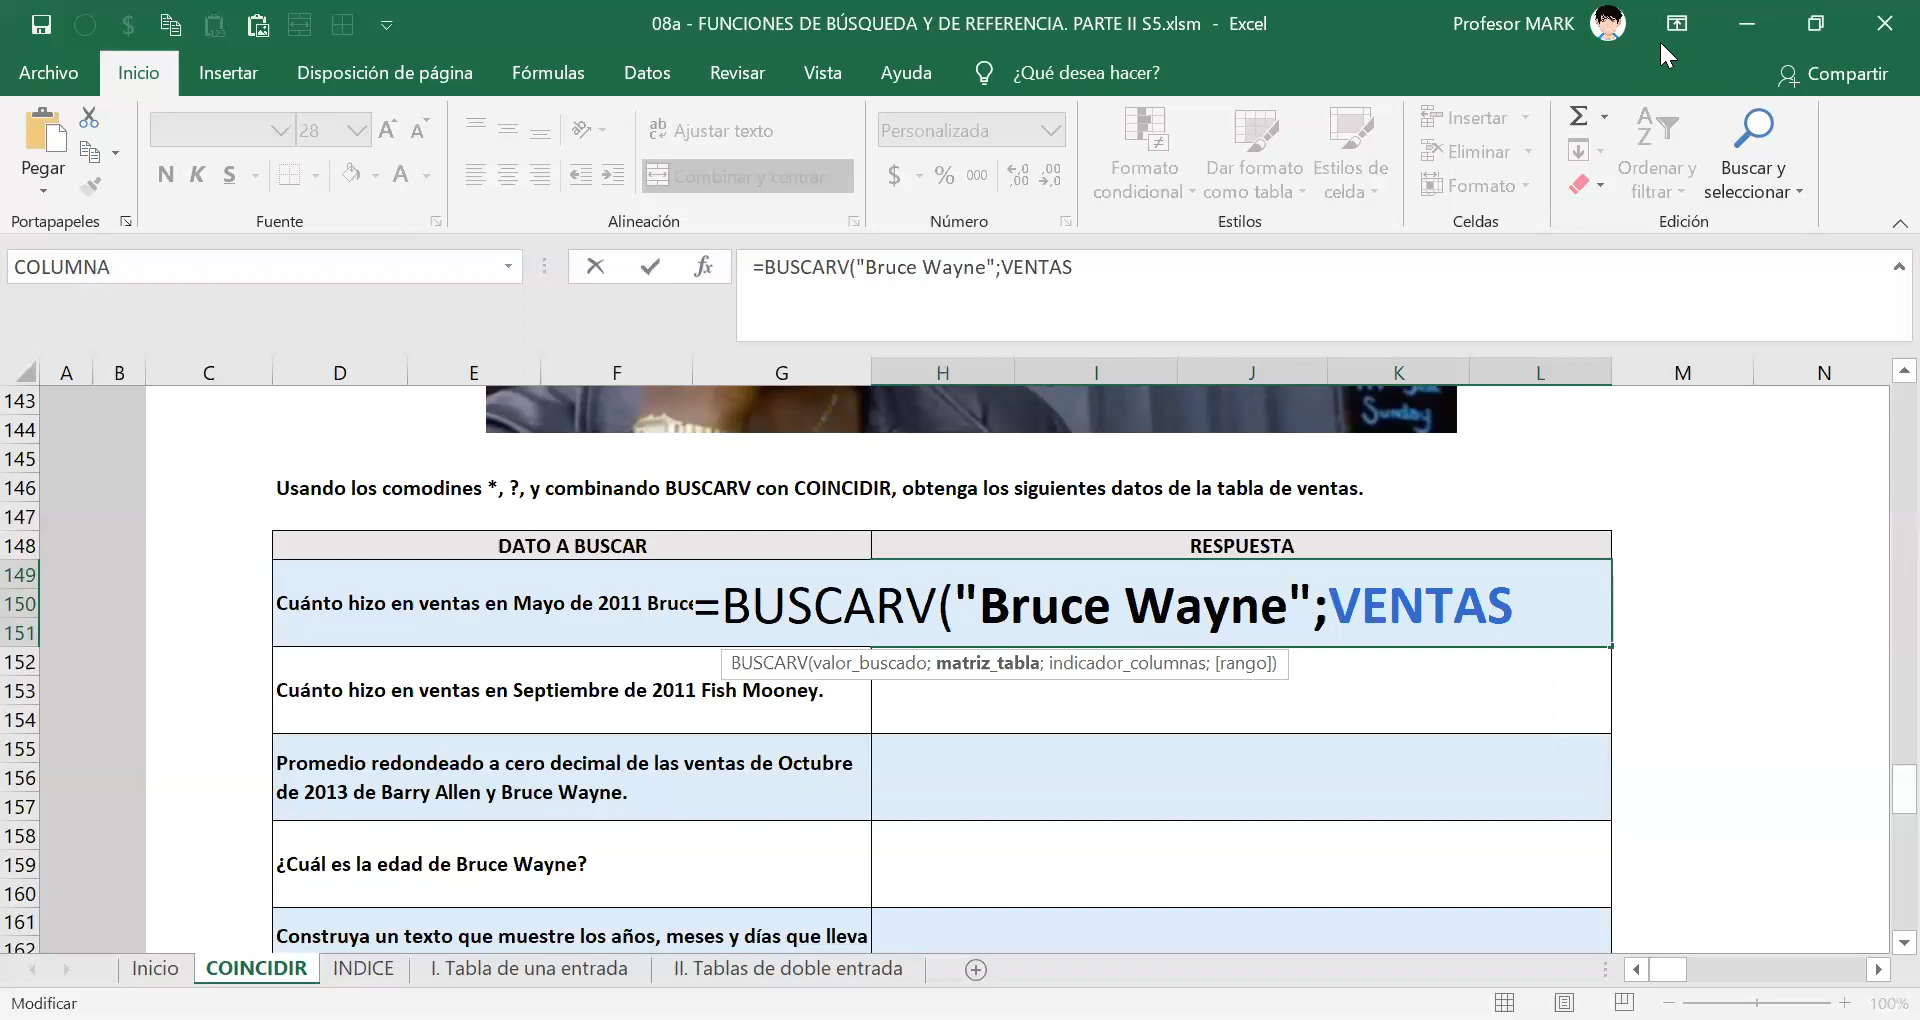 08a - FUNCIONES DE BÚSQUEDA Y DE REFERENCIA. PARTE II S5.xlsm - Excel
Profesor MARK
Archivo Inicio Insertar Disposición de página Fórmulas Datos Revisar Vista Ayuda ¿Qué desea hacer? Compartir
28
Ajustar texto
Personalizada
Insertar
Pegar
Formato condicional
Dar formato como tabla
Estilos de celda
Eliminar
Ordenar y filtrar
Buscar y seleccionar
N K S
Combinar y centrar
$ % 000
Formato
Portapapeles Fuente Alineación Número Estilos Celdas Edición
COLUMNA
fx
=BUSCARV("Bruce Wayne";VENTAS
A B C D E F G H I J K L M N
143
Sunday
144
145
146 Usando los comodines *, ?, y combinando BUSCARV con COINCIDIR, obtenga los siguientes datos de la tabla de ventas.
147
148 DATO A BUSCAR RESPUESTA
149
150 Cuánto hizo en ventas en Mayo de 2011 Bruc =BUSCARV("Bruce Wayne";VENTAS
151
152 BUSCARV(valor_buscado; matriz_tabla; indicador_columnas; [rango])
153 Cuánto hizo en ventas en Septiembre de 2011 Fish Mooney.
154
155 Promedio redondeado a cero decimal de las ventas de Octubre
156 de 2013 de Barry Allen y Bruce Wayne.
157
158
159 ¿Cuál es la edad de Bruce Wayne?
160
161 Construya un texto que muestre los años, meses y días que lleva
162
Inicio COINCIDIR INDICE I. Tabla de una entrada II. Tablas de doble entrada
Modificar
100%